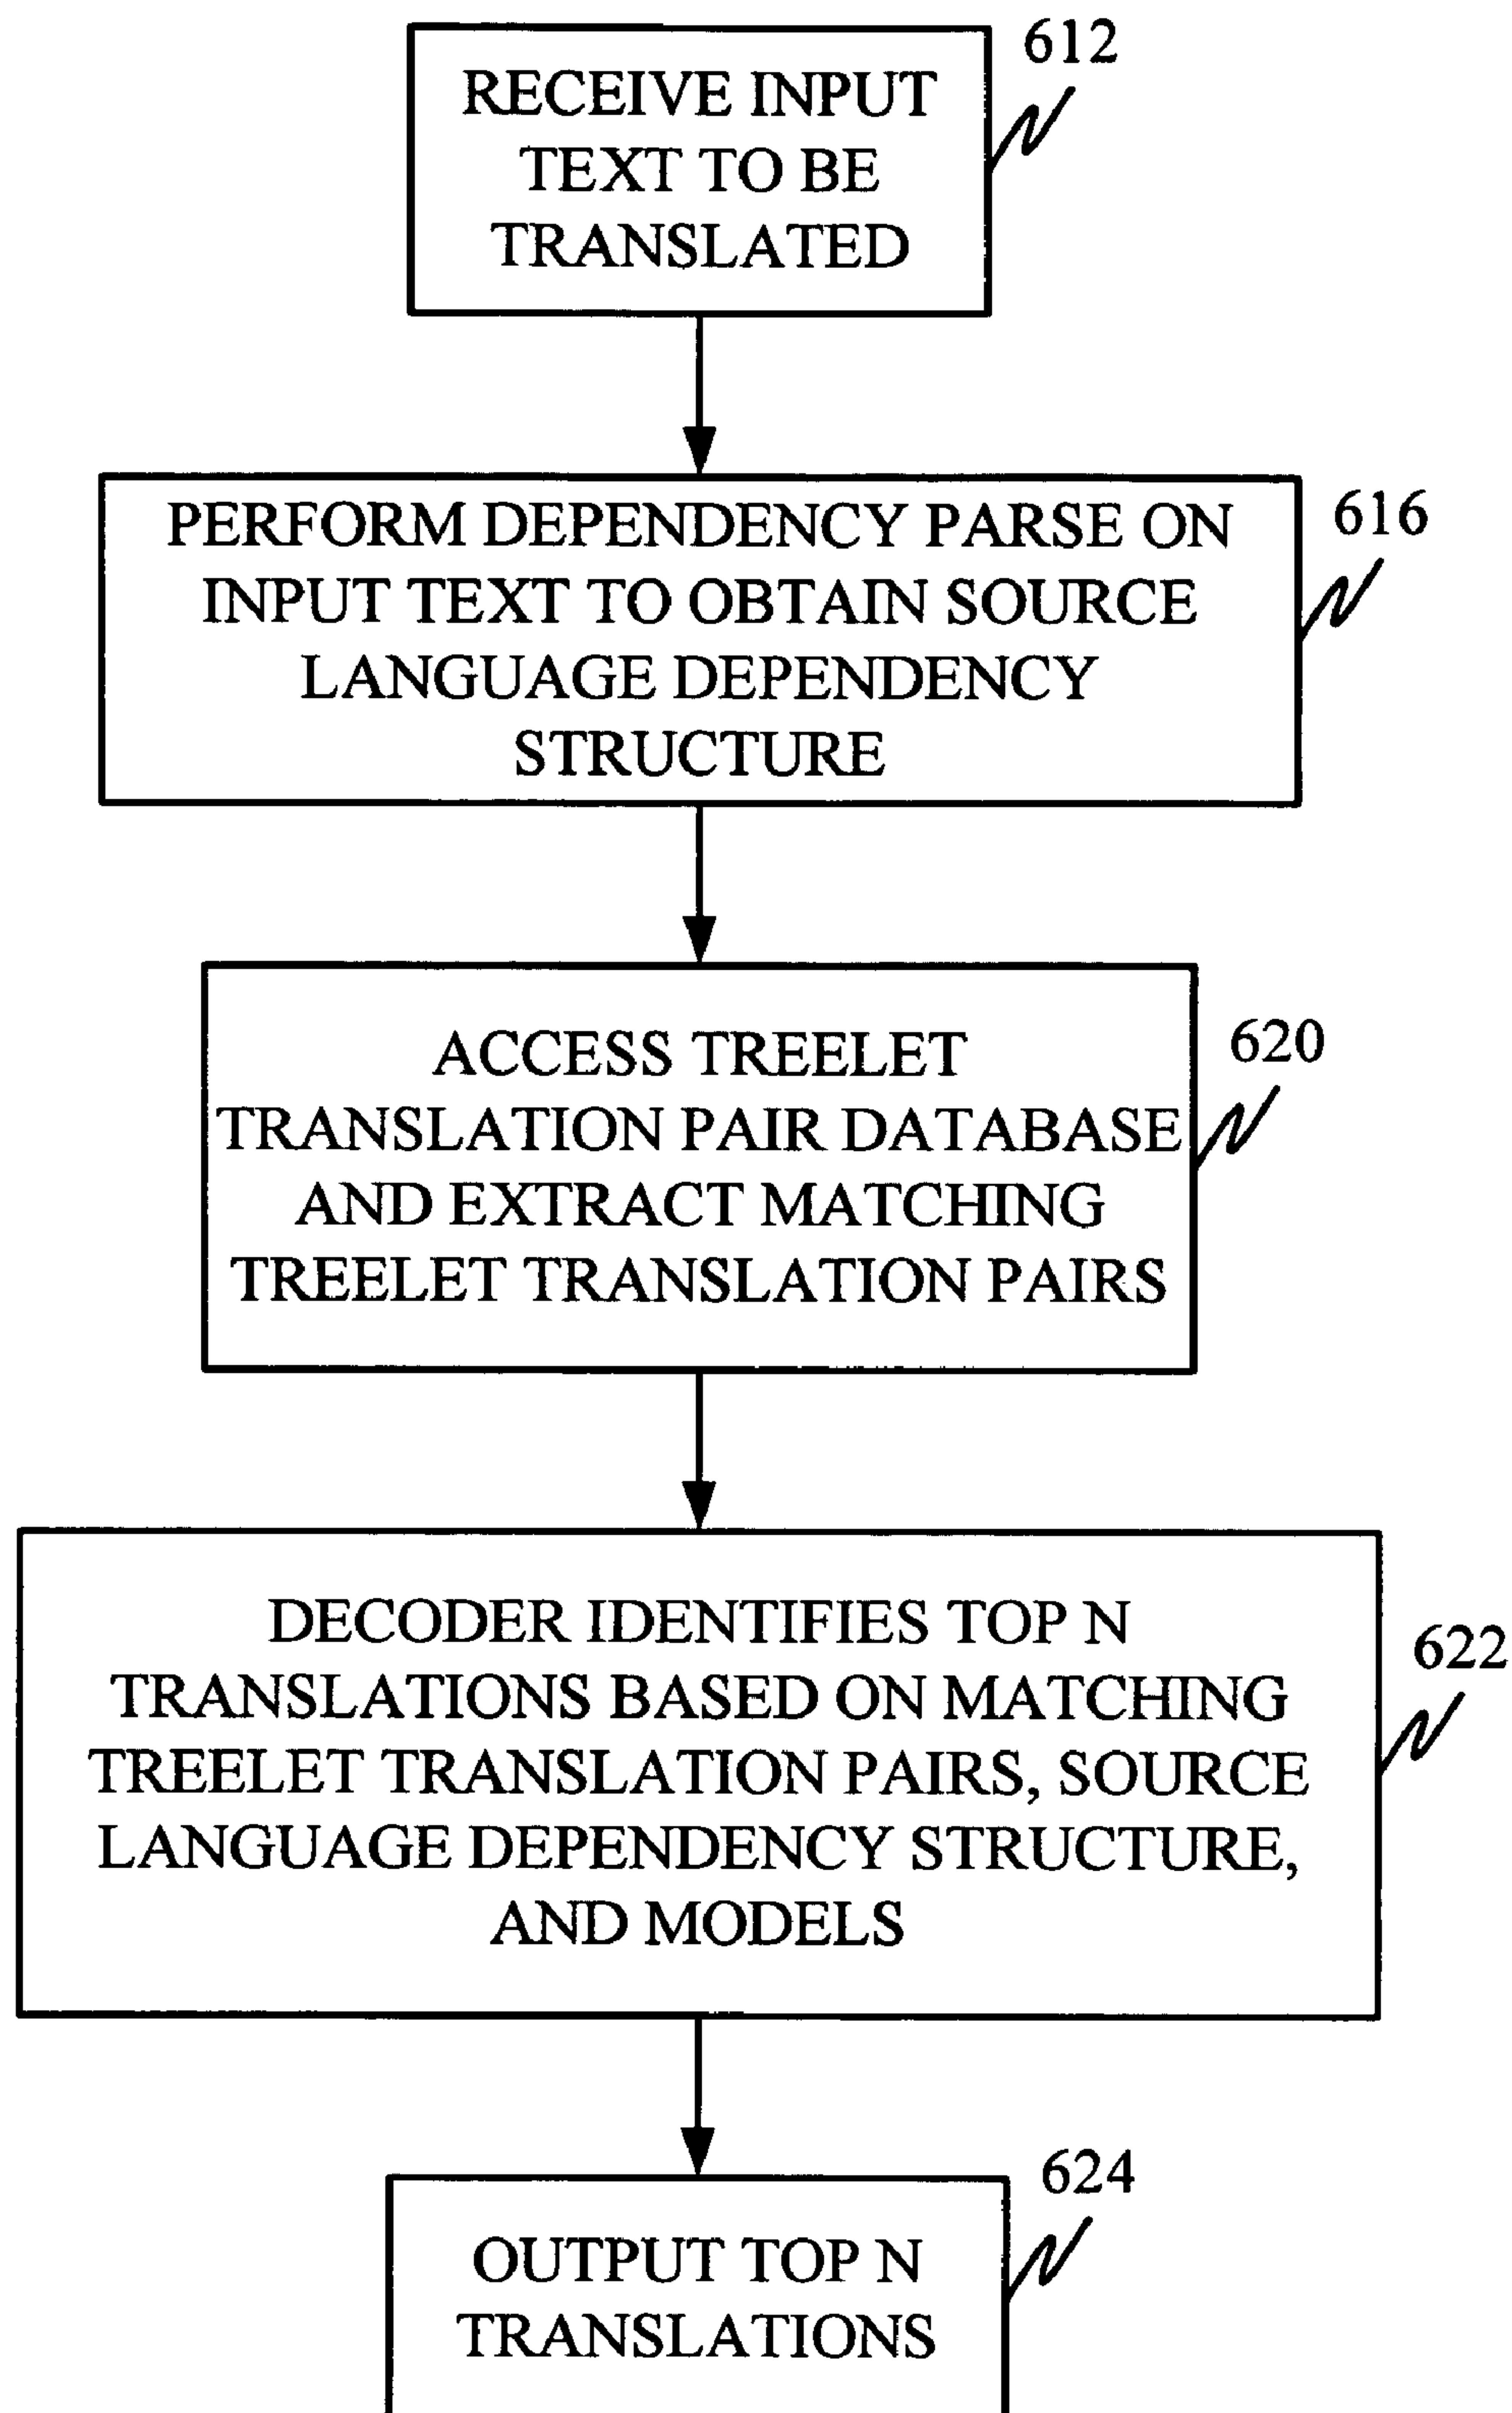 612
RECEIVE INPUT
TEXT TO BE
TRANSLATED
616
PERFORM DEPENDENCY PARSE ON
INPUT TEXT TO OBTAIN SOURCE
LANGUAGE DEPENDENCY
STRUCTURE
620
ACCESS TREELET
TRANSLATION PAIR DATABASE
AND EXTRACT MATCHING
TREELET TRANSLATION PAIRS
622
DECODER IDENTIFIES TOP N
TRANSLATIONS BASED ON MATCHING
TREELET TRANSLATION PAIRS, SOURCE
LANGUAGE DEPENDENCY STRUCTURE,
AND MODELS
624
OUTPUT TOP N
TRANSLATIONS